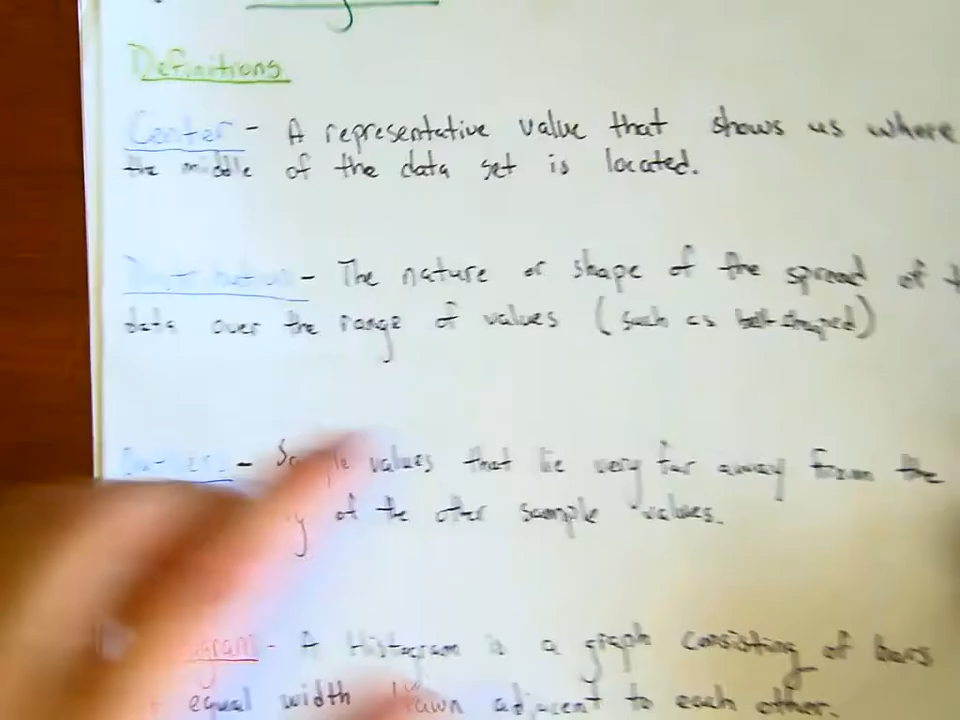 Definitions
Center - A representative value that shows us where
the middle of the data set is located.
Distribution - The nature or shape of the spread of
data over the range of values (such as bell-shaped)
- Sample values that lie very far away from the
of the other sample values.
- A Histogram is a graph consisting of bars
equal width drawn adjacent to each other.